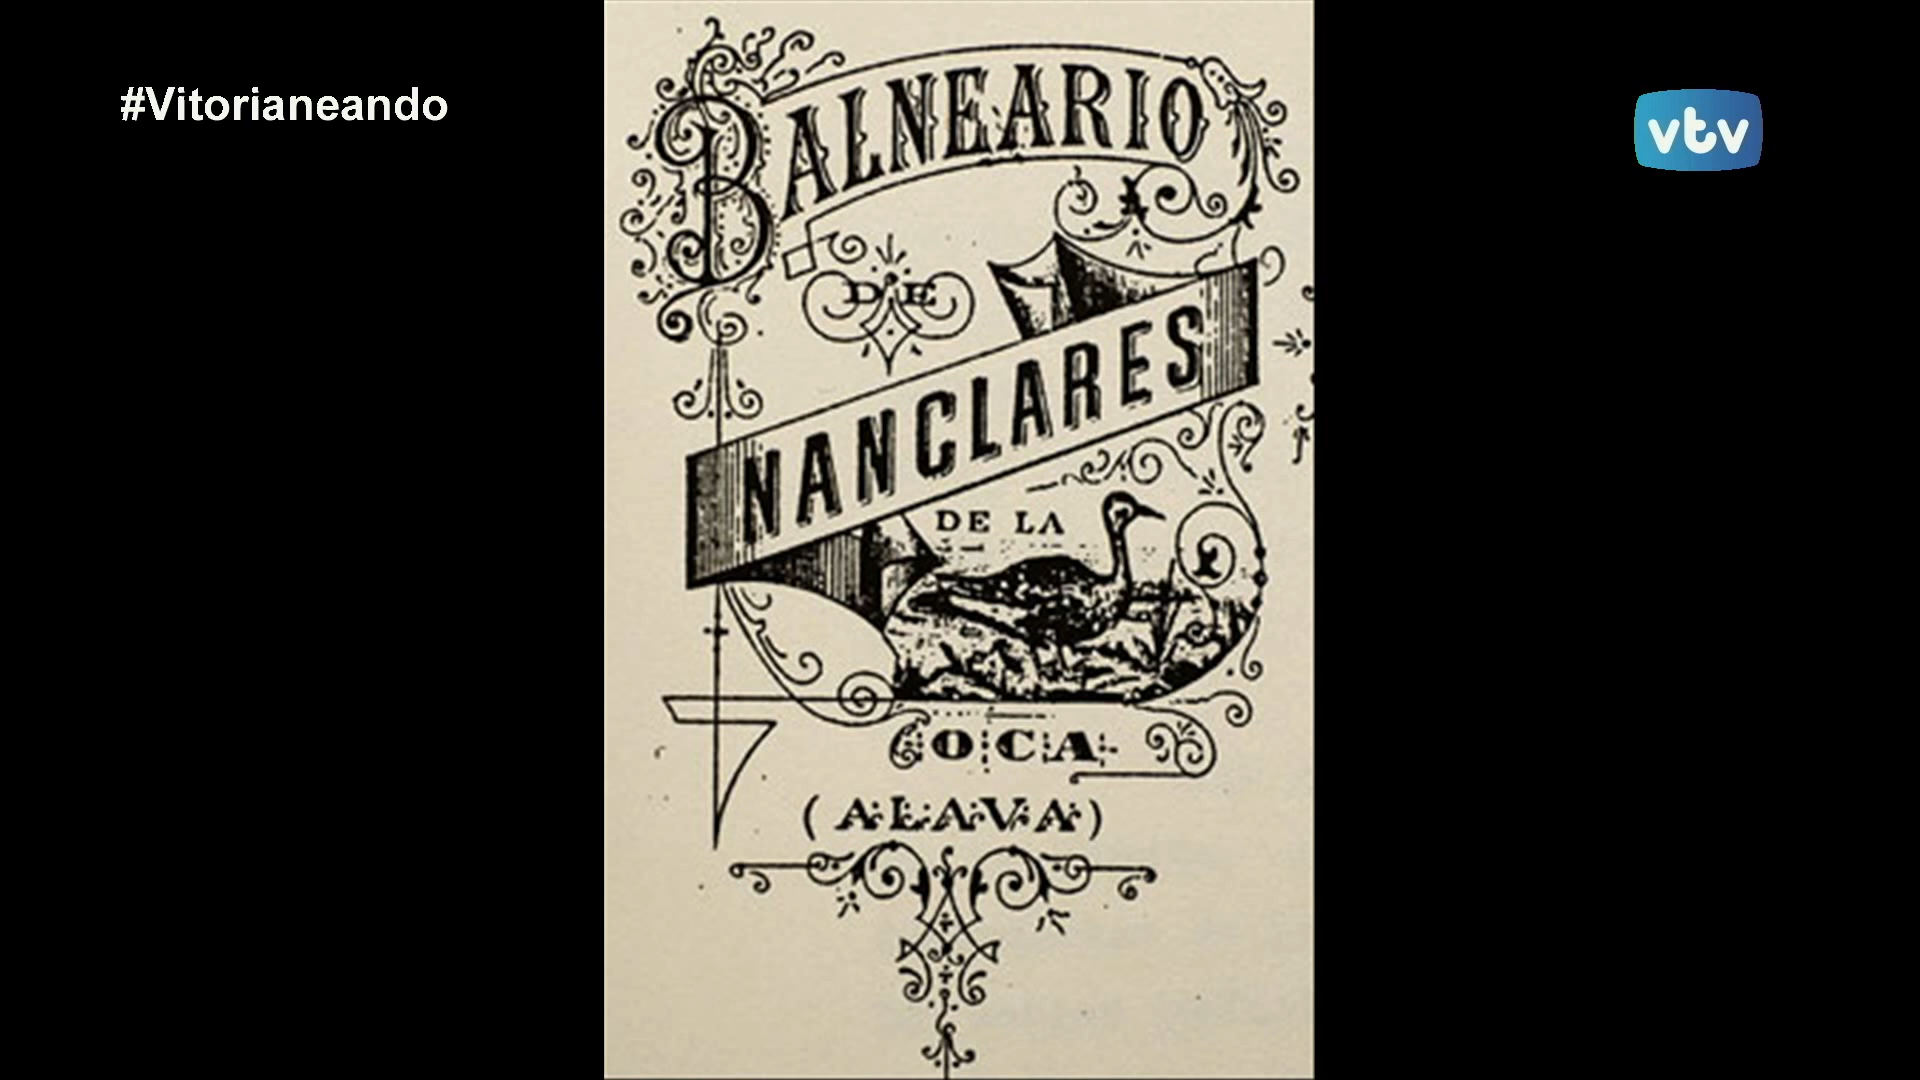 #Vitorianeando
vtv
BALNEARIO
DE
NANCLARES
DE LA
OCA
(ALAVA)